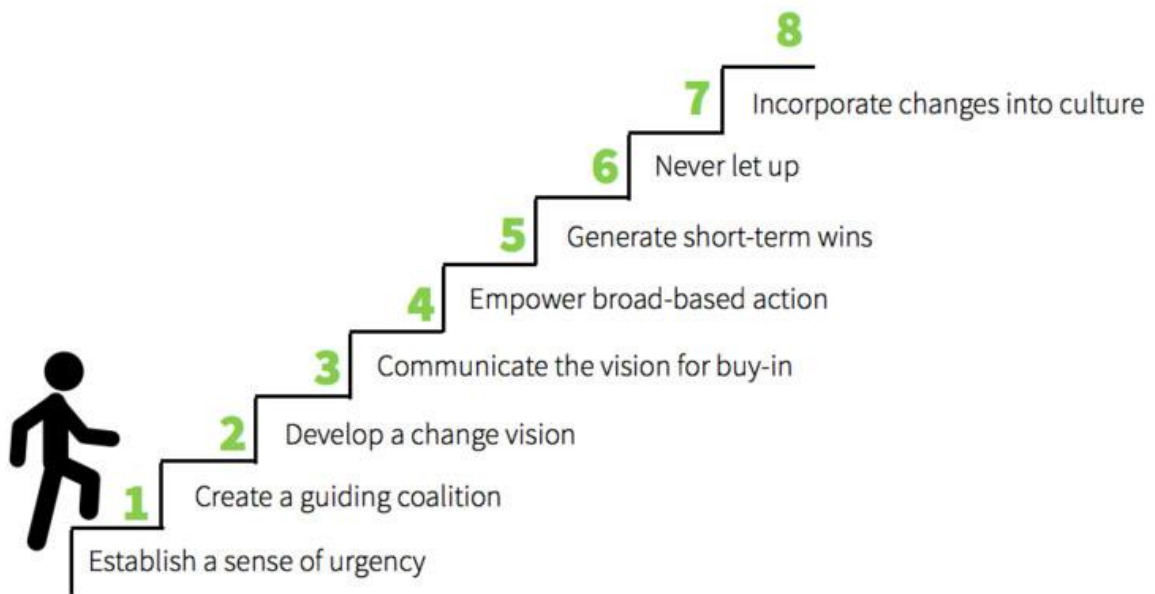 8
7
Incorporate changes into culture
6
Never let up
5
Generate short-term wins
4
Empower broad-based action
3
Communicate the vision for buy-in
2
Develop a change vision
1
Create a guiding coalition
Establish a sense of urgency